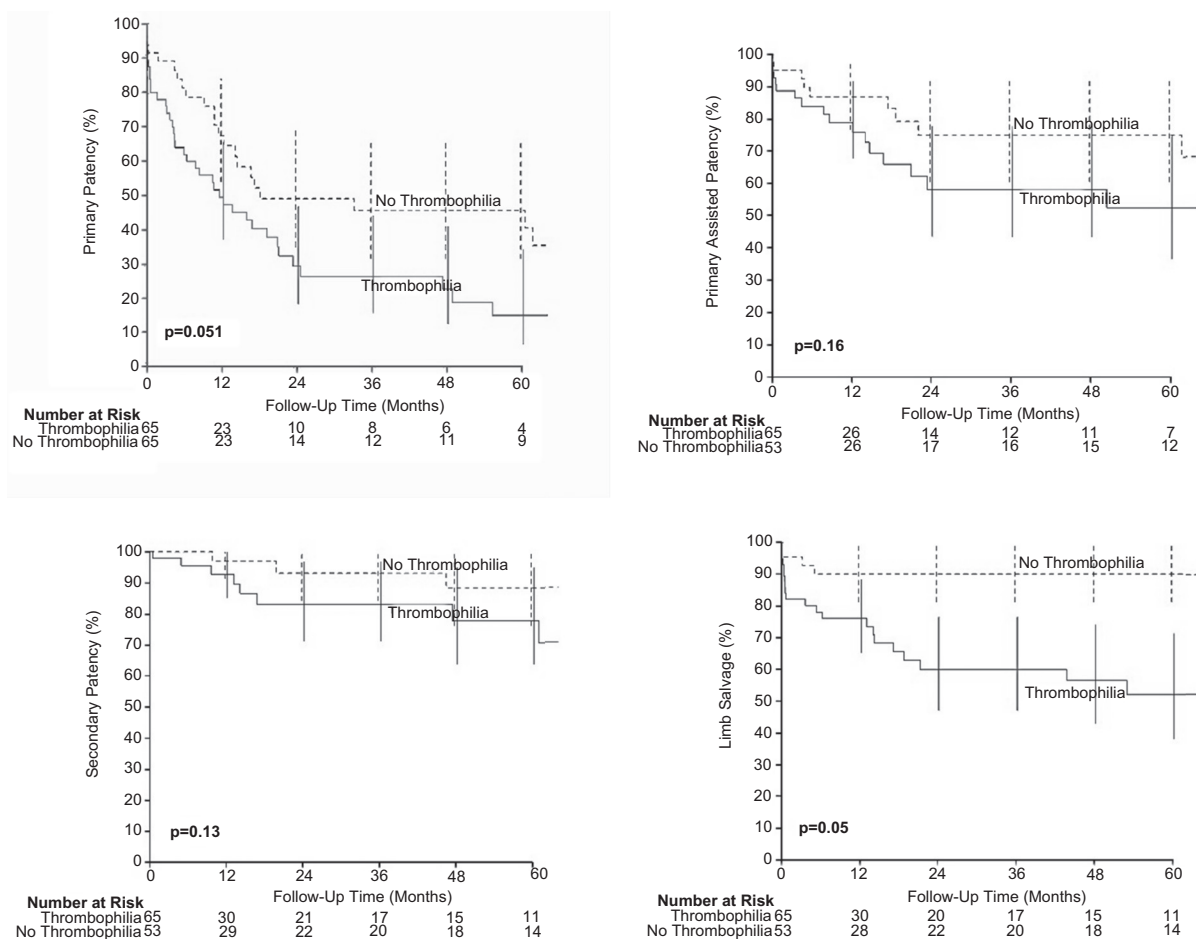 100
90
80
70
60
50
40
30
20
10
0
Primary Patency (%)
No Thrombophilia
Thrombophilia
p=0.051
0 12 24 36 48 60
Follow-Up Time (Months)
Number at Risk
Thrombophilia 65 23 10 8 6 4
No Thrombophilia 65 23 14 12 11 9
100
90
80
70
60
50
40
30
20
10
0
Primary Assisted Patency (%)
No Thrombophilia
Thrombophilia
p=0.16
0 12 24 36 48 60
Follow-Up Time (Months)
Number at Risk
Thrombophilia 65 26 14 12 11 7
No Thrombophilia 53 26 17 16 15 12
100
90
80
70
60
50
40
30
20
10
0
Secondary Patency (%)
No Thrombophilia
Thrombophilia
p=0.13
0 12 24 36 48 60
Follow-Up Time (Months)
Number at Risk
Thrombophilia 65 30 21 17 15 11
No Thrombophilia 53 29 22 20 18 14
100
90
80
70
60
50
40
30
20
10
0
Limb Salvage (%)
No Thrombophilia
Thrombophilia
p=0.05
0 12 24 36 48 60
Follow-Up Time (Months)
Number at Risk
Thrombophilia 65 30 20 17 15 11
No Thrombophilia 53 28 22 20 18 14